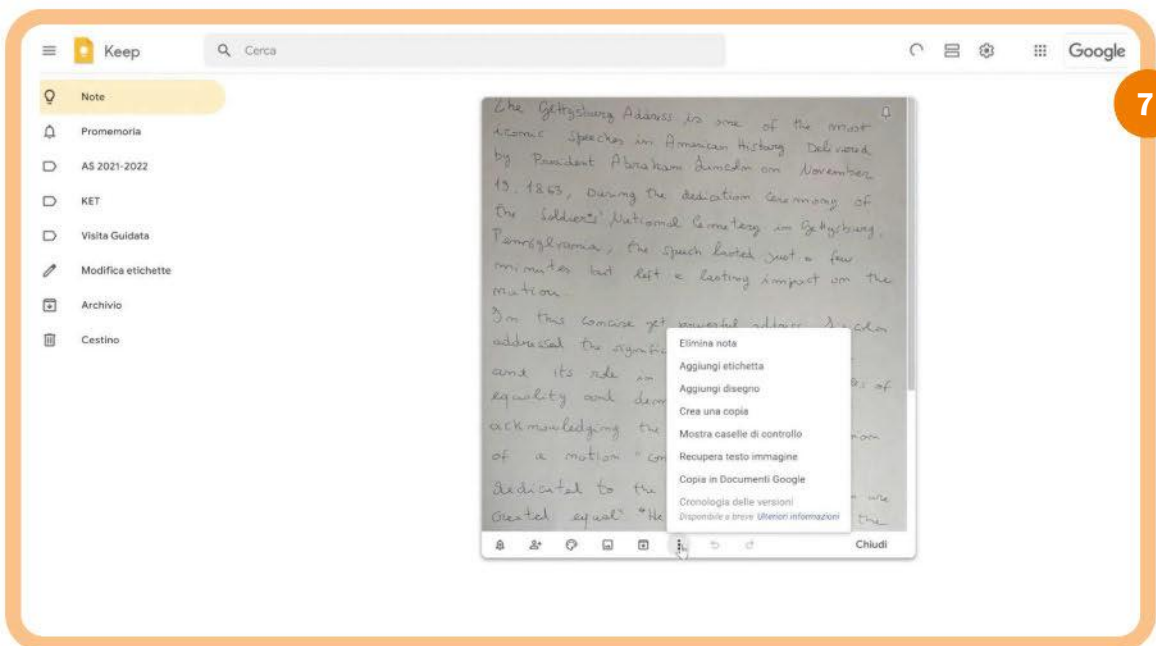 Keep
Cerca
Google
7
Note
Promemoria
AS 2021-2022
KET
Visita Guidata
Modifica etichette
Archivio
Cestino
The Gettysburg Address is one of the most
iconic speeches in American History Delivered
by President Abraham Lincoln on November
19, 1863, During the dedication ceremony of
the Soldiers' National Cemetery in Gettysburg,
Pennsylvania, the speech lasted just a few
minutes but left a lasting impact on the
nation.
In this concise yet powerful address
addressed the
and its role in of
equality and
acknowledging the
of a nation
dedicated to the are
created equal" "He the
Elimina nota
Aggiungi etichetta
Aggiungi disegno
Crea una copia
Mostra caselle di controllo
Recupera testo immagine
Copia in Documenti Google
Cronologia delle versioni
Disponibile a breve Ulteriori informazioni
Chiudi